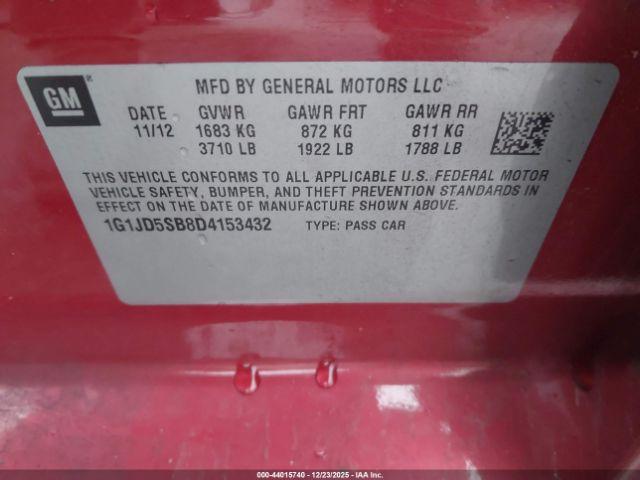 GM®
MFD BY GENERAL MOTORS LLC
DATE GVWR GAWR FRT GAWR RR
11/12 1683 KG 872 KG 811 KG
3710 LB 1922 LB 1788 LB
THIS VEHICLE CONFORMS TO ALL APPLICABLE U.S. FEDERAL MOTOR
VEHICLE SAFETY, BUMPER, AND THEFT PREVENTION STANDARDS IN
EFFECT ON THE DATE OF MANUFACTURE SHOWN ABOVE.
1G1JD5SB8D4153432 TYPE: PASS CAR
000-44015740 - 12/23/2025 - IAA Inc.